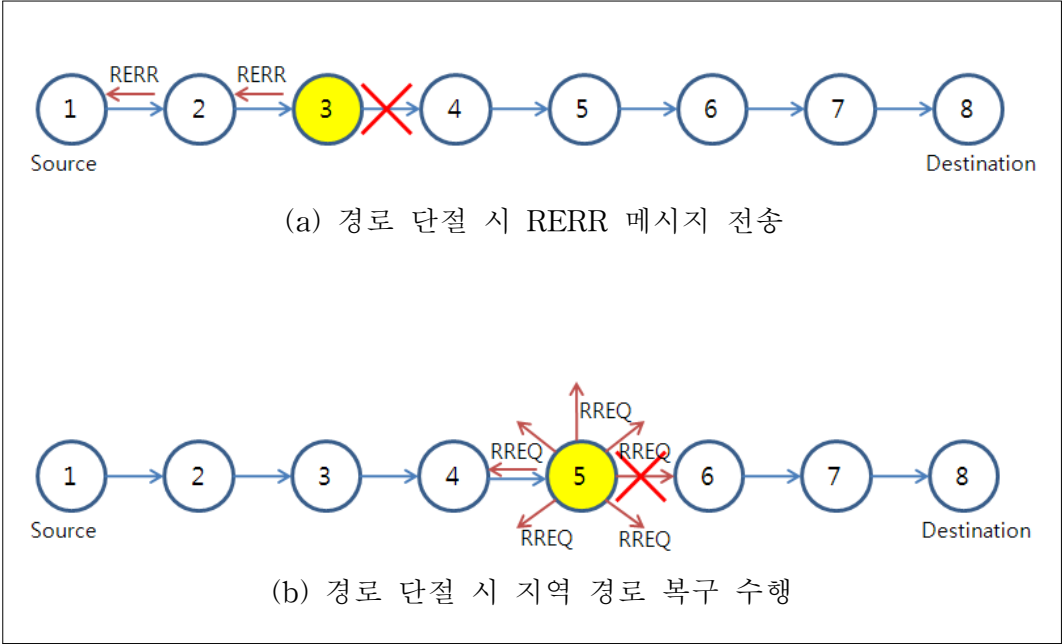 RERR RERR
1 2 3 4 5 6 7 8
Source Destination
(a) 경로 단절 시 RERR 메시지 전송
RREQ
RREQ RREQ
1 2 3 4 5 6 7 8
Source Destination
RREQ RREQ
(b) 경로 단절 시 지역 경로 복구 수행